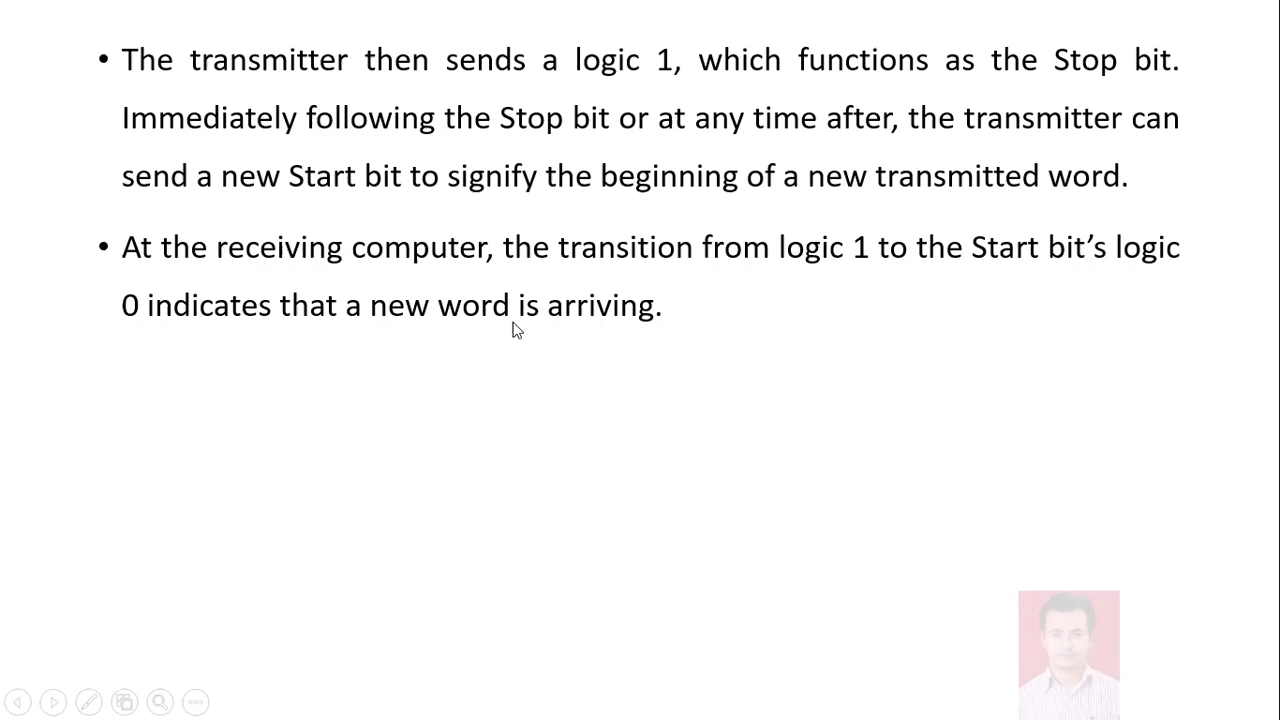 • The transmitter then sends a logic 1, which functions as the Stop bit.
Immediately following the Stop bit or at any time after, the transmitter can
send a new Start bit to signify the beginning of a new transmitted word.
• At the receiving computer, the transition from logic 1 to the Start bit’s logic
0 indicates that a new word is arriving.